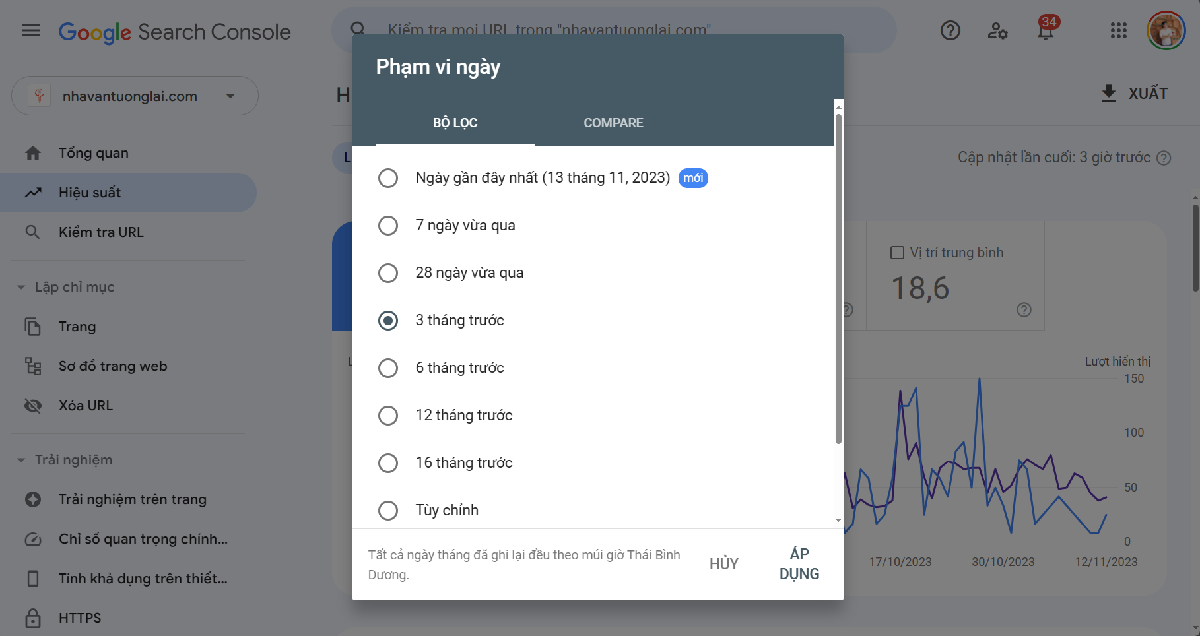 Google Search Console
Kiểm tra mọi URL trong "nhavantuonglai.com"
34
nhavantuonglai.com
H
XUẤT
Tổng quan
Hiệu suất
Kiểm tra URL
Lập chỉ mục
Trang
Sơ đồ trang web
Xóa URL
Trải nghiệm
Trải nghiệm trên trang
Chỉ số quan trọng chính...
Tính khả dụng trên thiết...
HTTPS
Phạm vi ngày
BỘ LỌC
COMPARE
Ngày gần đây nhất (13 tháng 11, 2023) mới
7 ngày vừa qua
28 ngày vừa qua
3 tháng trước
6 tháng trước
12 tháng trước
16 tháng trước
Tùy chỉnh
Tất cả ngày tháng đã ghi lại đều theo múi giờ Thái Bình
Dương.
HỦY
ÁP
DỤNG
L
Cập nhật lần cuối: 3 giờ trước
Vị trí trung bình
18,6
L
Lượt hiển thị
150
100
50
0
17/10/2023
30/10/2023
12/11/2023